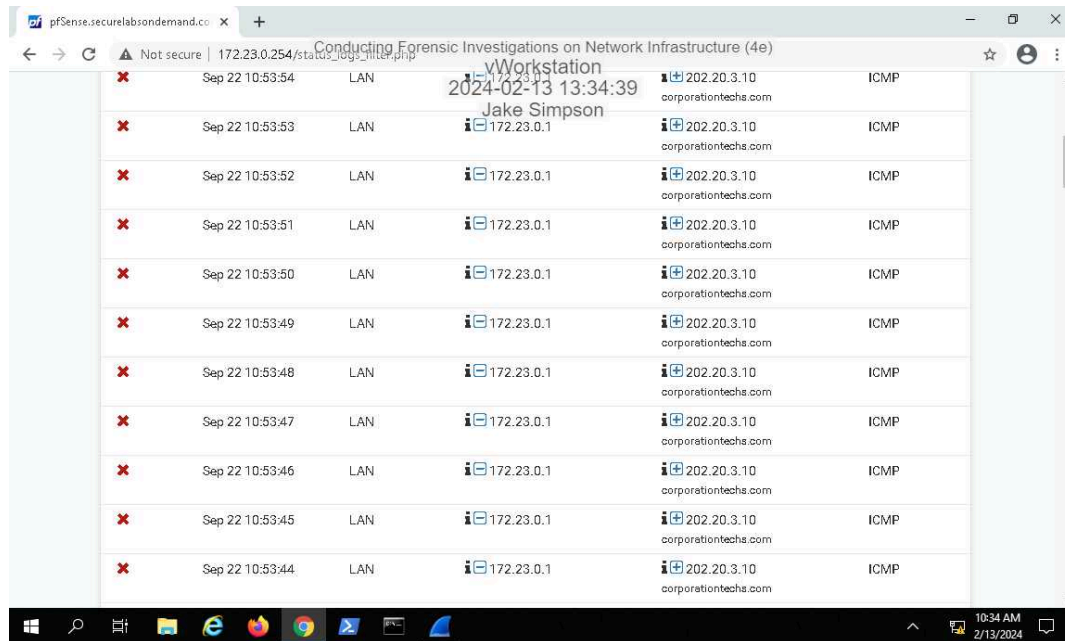 pfSense.securelabsondemand.co
Not secure | 172.23.0.254/status_logs_filter.php
Conducting Forensic Investigations on Network Infrastructure (4e)
vWorkstation
2024-02-13 13:34:39
Jake Simpson
Sep 22 10:53:54 LAN 172.23.0.1 202.20.3.10 ICMP
corporationtechs.com
Sep 22 10:53:53 LAN 172.23.0.1 202.20.3.10 ICMP
corporationtechs.com
Sep 22 10:53:52 LAN 172.23.0.1 202.20.3.10 ICMP
corporationtechs.com
Sep 22 10:53:51 LAN 172.23.0.1 202.20.3.10 ICMP
corporationtechs.com
Sep 22 10:53:50 LAN 172.23.0.1 202.20.3.10 ICMP
corporationtechs.com
Sep 22 10:53:49 LAN 172.23.0.1 202.20.3.10 ICMP
corporationtechs.com
Sep 22 10:53:48 LAN 172.23.0.1 202.20.3.10 ICMP
corporationtechs.com
Sep 22 10:53:47 LAN 172.23.0.1 202.20.3.10 ICMP
corporationtechs.com
Sep 22 10:53:46 LAN 172.23.0.1 202.20.3.10 ICMP
corporationtechs.com
Sep 22 10:53:45 LAN 172.23.0.1 202.20.3.10 ICMP
corporationtechs.com
Sep 22 10:53:44 LAN 172.23.0.1 202.20.3.10 ICMP
corporationtechs.com
10:34 AM
2/13/2024